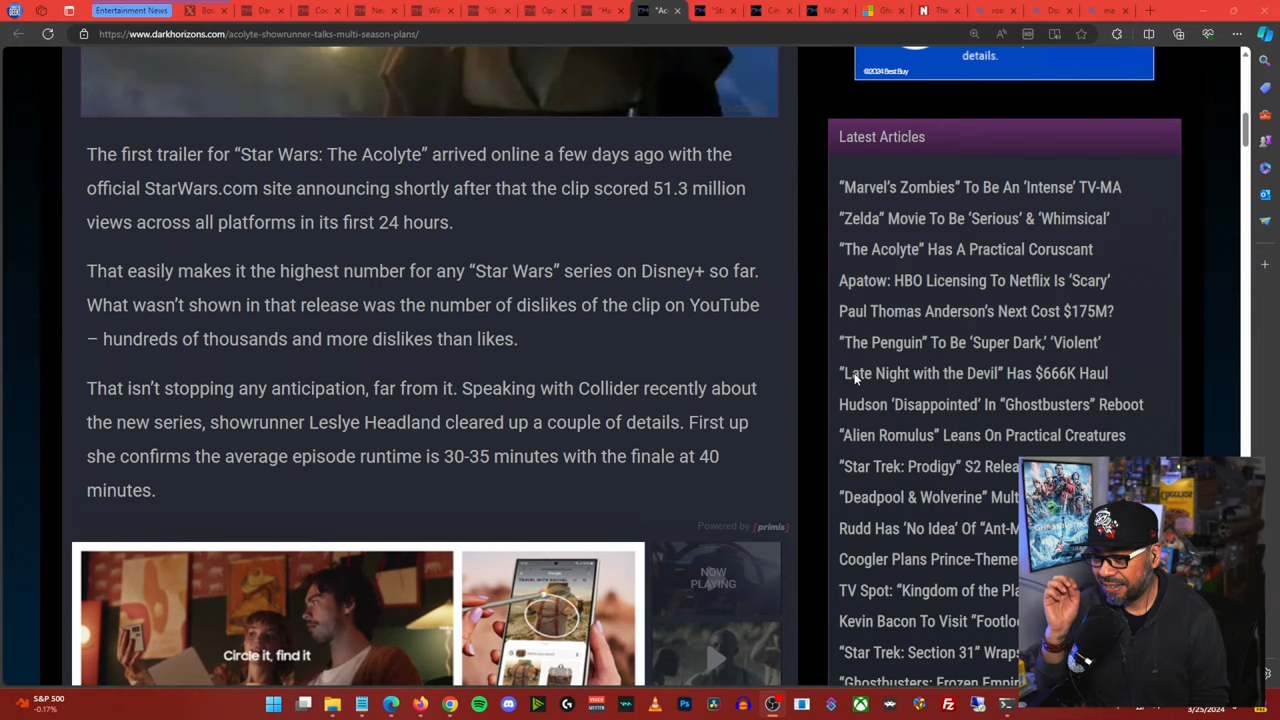 Entertainment News
https://www.darkhorizons.com/acolyte-showrunner-talks-multi-season-plans/
details.
©2024 Best Buy
The first trailer for “Star Wars: The Acolyte” arrived online a few days ago with the
official StarWars.com site announcing shortly after that the clip scored 51.3 million
views across all platforms in its first 24 hours.
That easily makes it the highest number for any “Star Wars” series on Disney+ so far.
What wasn’t shown in that release was the number of dislikes of the clip on YouTube
– hundreds of thousands and more dislikes than likes.
That isn’t stopping any anticipation, far from it. Speaking with Collider recently about
the new series, showrunner Leslye Headland cleared up a couple of details. First up
she confirms the average episode runtime is 30-35 minutes with the finale at 40
minutes.
Powered by primis
NOW
PLAYING
Circle it, find it
Latest Articles
“Marvel’s Zombies” To Be An ‘Intense’ TV-MA
“Zelda” Movie To Be ‘Serious’ & ‘Whimsical’
“The Acolyte” Has A Practical Coruscant
Apatow: HBO Licensing To Netflix Is ‘Scary’
Paul Thomas Anderson’s Next Cost $175M?
“The Penguin” To Be ‘Super Dark,’ ‘Violent’
“Late Night with the Devil” Has $666K Haul
Hudson ‘Disappointed’ In “Ghostbusters” Reboot
“Alien Romulus” Leans On Practical Creatures
“Star Trek: Prodigy” S2 Relea
“Deadpool & Wolverine” Mult
Rudd Has ‘No Idea’ Of “Ant-M
Coogler Plans Prince-Theme
TV Spot: “Kingdom of the Pla
Kevin Bacon To Visit “Footloo
“Star Trek: Section 31” Wraps
“Ghostbusters: Frozen Empir
S&P 500
-0.17%
3/25/2024